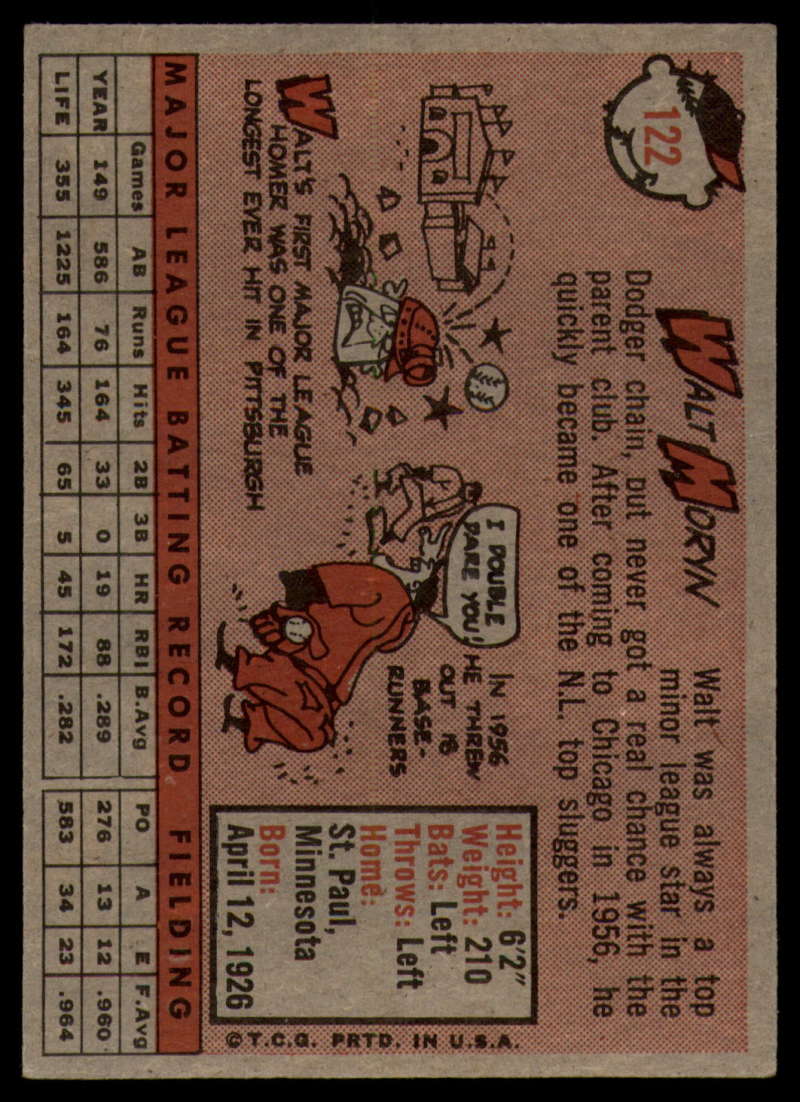 122
WALT MORYN
Walt was always a top
minor league star in the
Dodger chain, but never got a real chance with the
parent club. After coming to Chicago in 1956, he
quickly became one of the N.L. top sluggers.
WALT'S FIRST MAJOR LEAGUE
HOMER WAS ONE OF THE
LONGEST EVER HIT IN PITTSBURGH
I DOUBLE
DARE YOU!
IN 1956
HE THREW
OUT 18
BASE-
RUNNERS
Height: 6'2"
Weight: 210
Bats: Left
Throws: Left
Home:
St. Paul,
Minnesota
Born:
April 12, 1926
© T.C.G. PRTD. IN U.S.A.
MAJOR LEAGUE BATTING RECORD FIELDING
Games AB Runs Hits 2B 3B HR RBI B.Avg PO A E F.Avg
YEAR 149 586 76 164 33 0 19 88 .289 276 13 12 .960
LIFE 355 1225 164 345 65 5 45 172 .282 583 34 23 .964